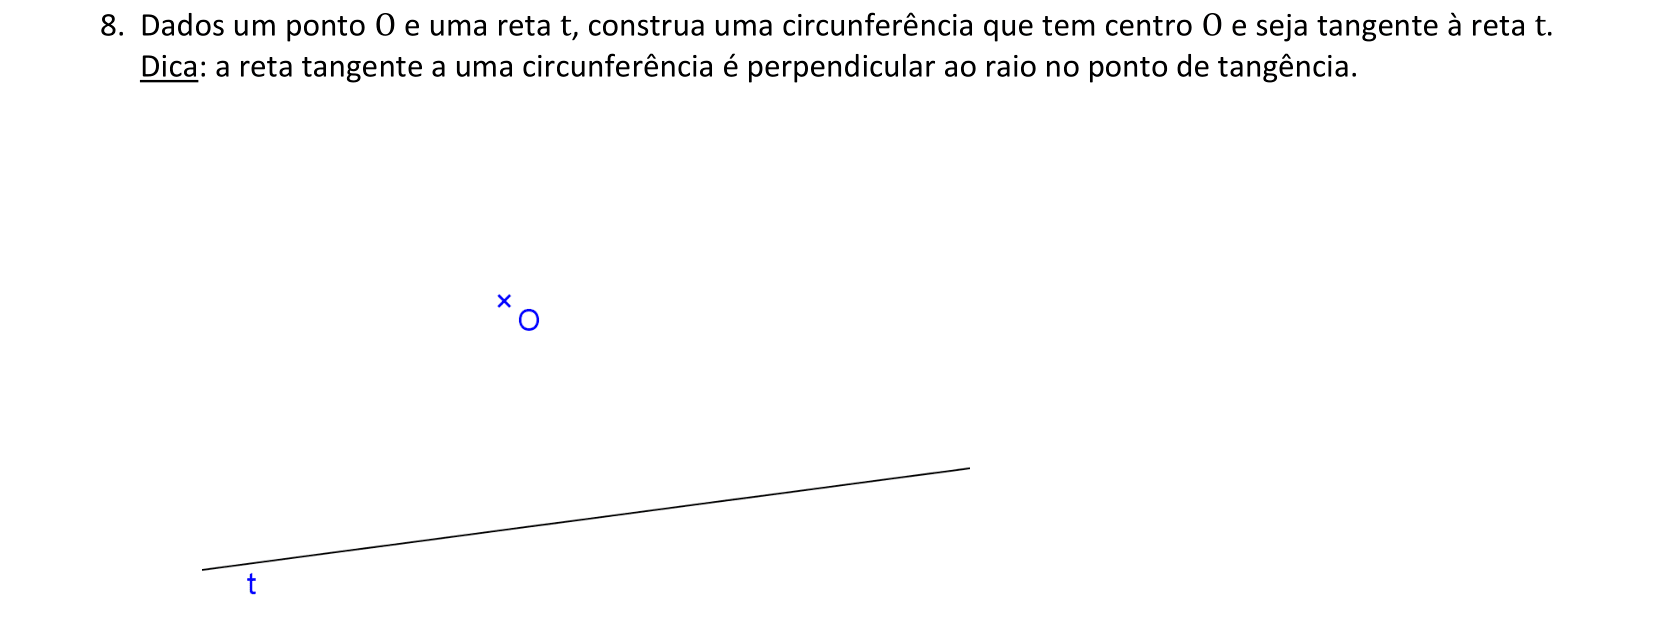 8. Dados um ponto O e uma reta t, construa uma circunferência que tem centro O e seja tangente à reta t.
Dica: a reta tangente a uma circunferência é perpendicular ao raio no ponto de tangência.
× O
t